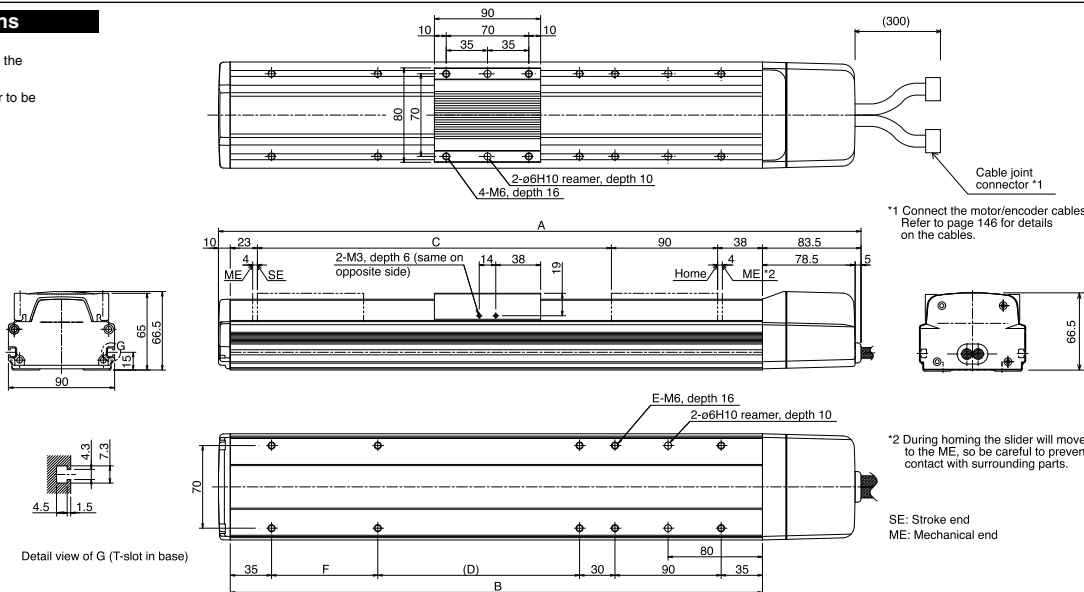 ns
the
r to be
90
10
70
10
35
35
80
70
(300)
2-ø6H10 reamer, depth 10
4-M6, depth 16
Cable joint
connector *1
*1 Connect the motor/encoder cables
Refer to page 146 for details
on the cables.
A
10
23
C
90
38
83.5
4
ME
SE
2-M3, depth 6 (same on
opposite side)
14
38
19
Home
4
ME *2
78.5
5
G
15
65
66.5
90
66.5
E-M6, depth 16
2-ø6H10 reamer, depth 10
*2 During homing the slider will move
to the ME, so be careful to preven
contact with surrounding parts.
70
4.3
7.3
4.5
1.5
SE: Stroke end
ME: Mechanical end
Detail view of G (T-slot in base)
80
35
F
(D)
30
90
35
B